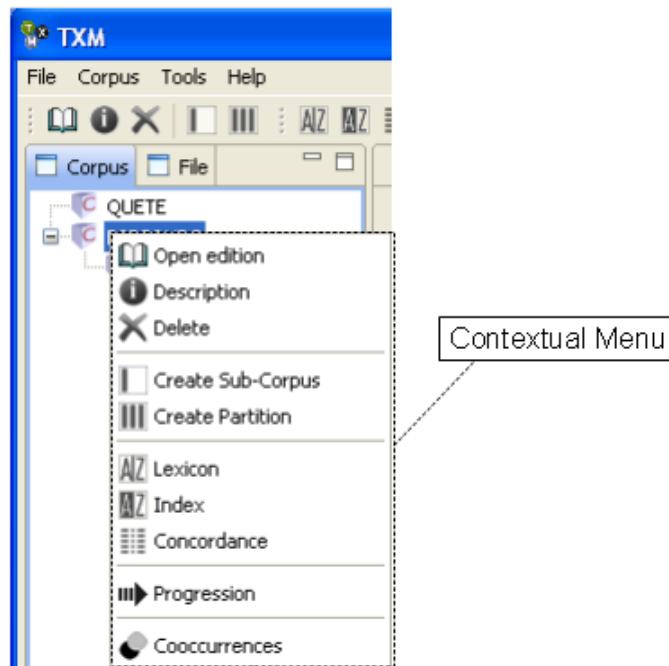 TXM
File Corpus Tools Help
Corpus File
QUETE
Open edition
Description
Delete
Create Sub-Corpus
Create Partition
Lexicon
Index
Concordance
Progression
Cooccurrences
Contextual Menu